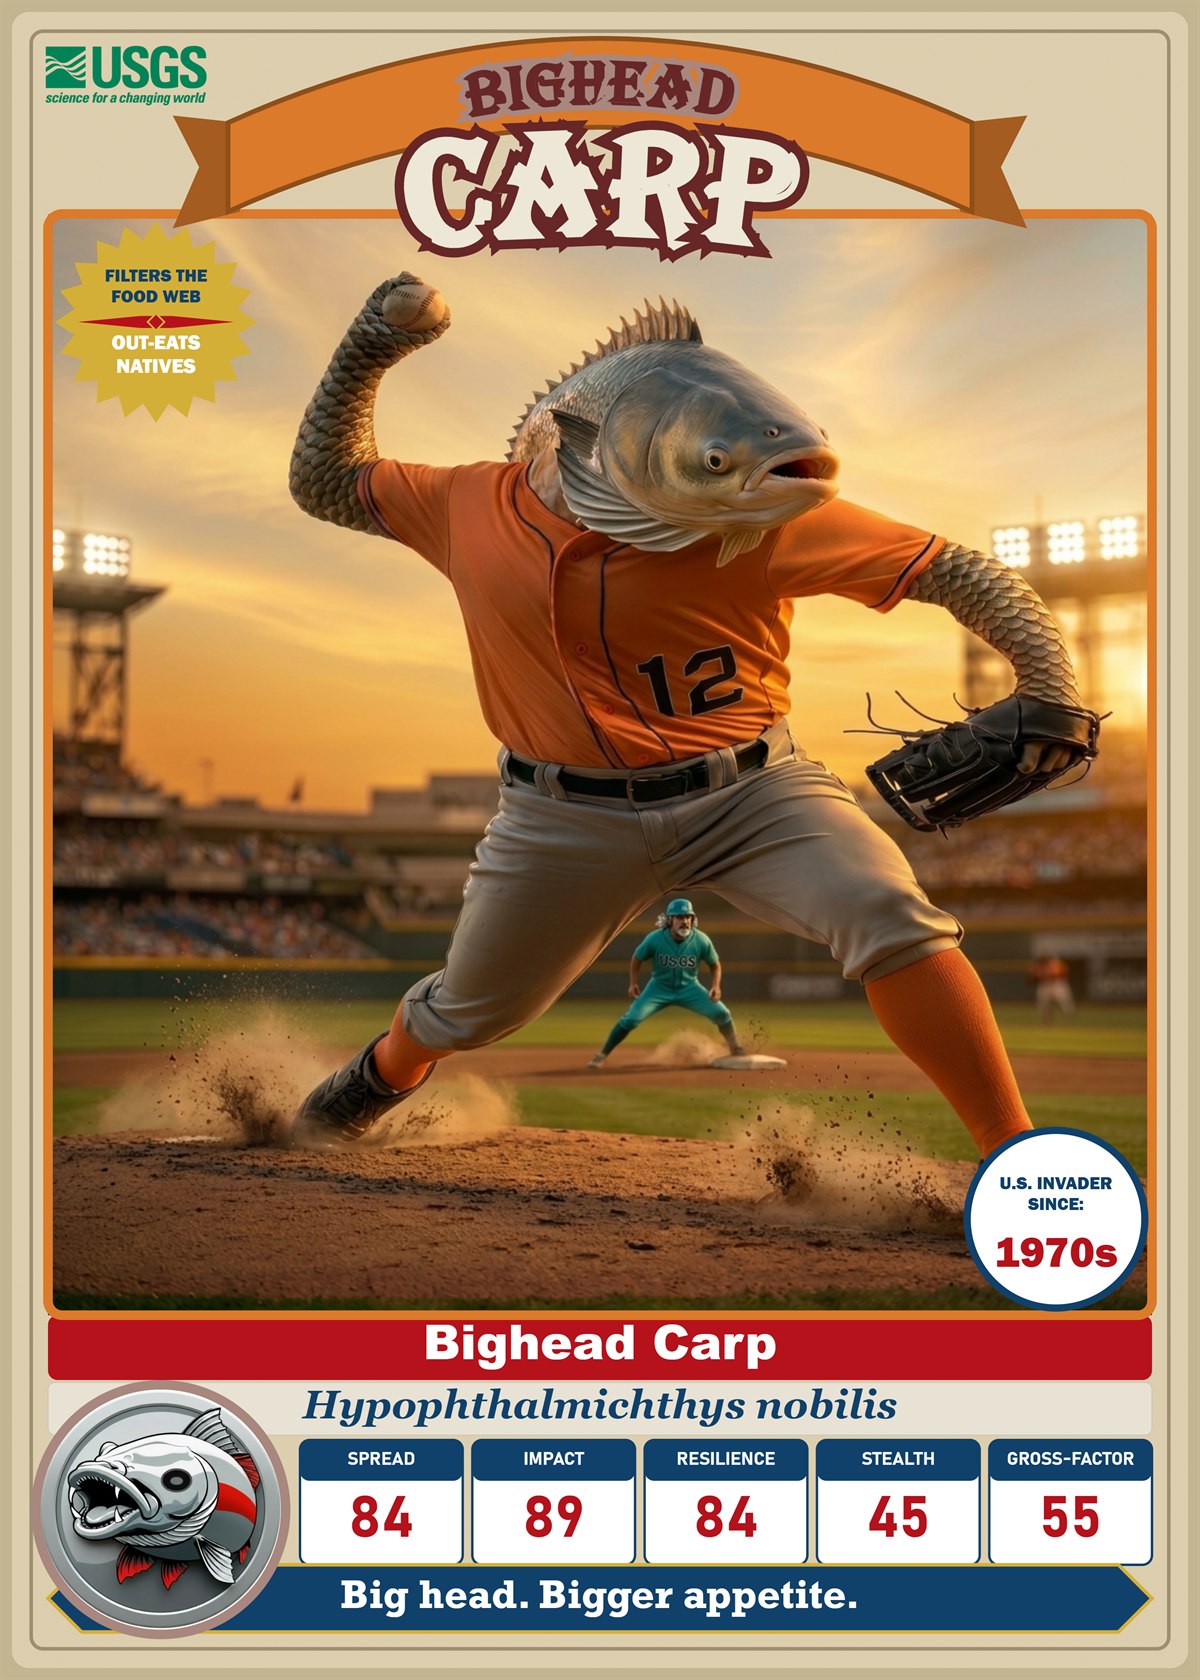 USGS
science for a changing world
BIGHEAD
CARP
FILTERS THE
FOOD WEB
OUT-EATS
NATIVES
12
USGS
U.S. INVADER
SINCE:
1970s
Bighead Carp
Hypophthalmichthys nobilis
SPREAD
84
IMPACT
89
RESILIENCE
84
STEALTH
45
GROSS-FACTOR
55
Big head. Bigger appetite.